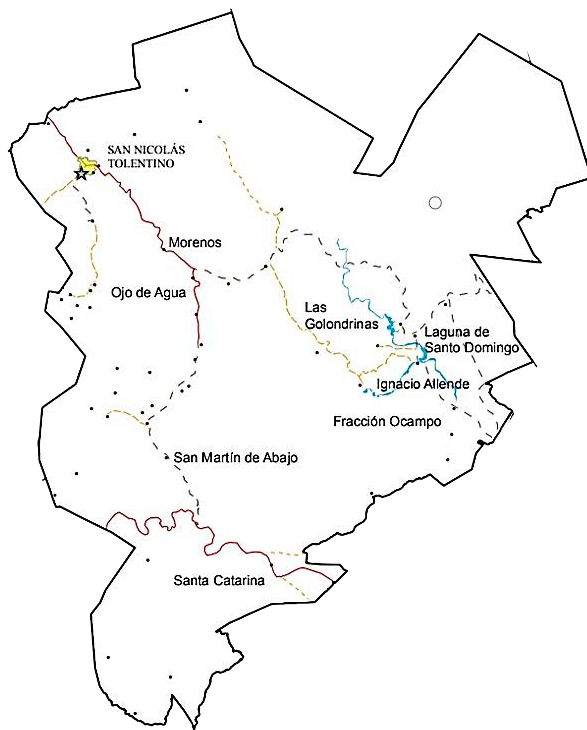 SAN NICOLÁS
TOLENTINO
Morenos
Ojo de Agua
Las
Golondrinas
Laguna de
Santo Domingo
Ignacio Allende
Fracción Ocampo
San Martín de Abajo
Santa Catarina